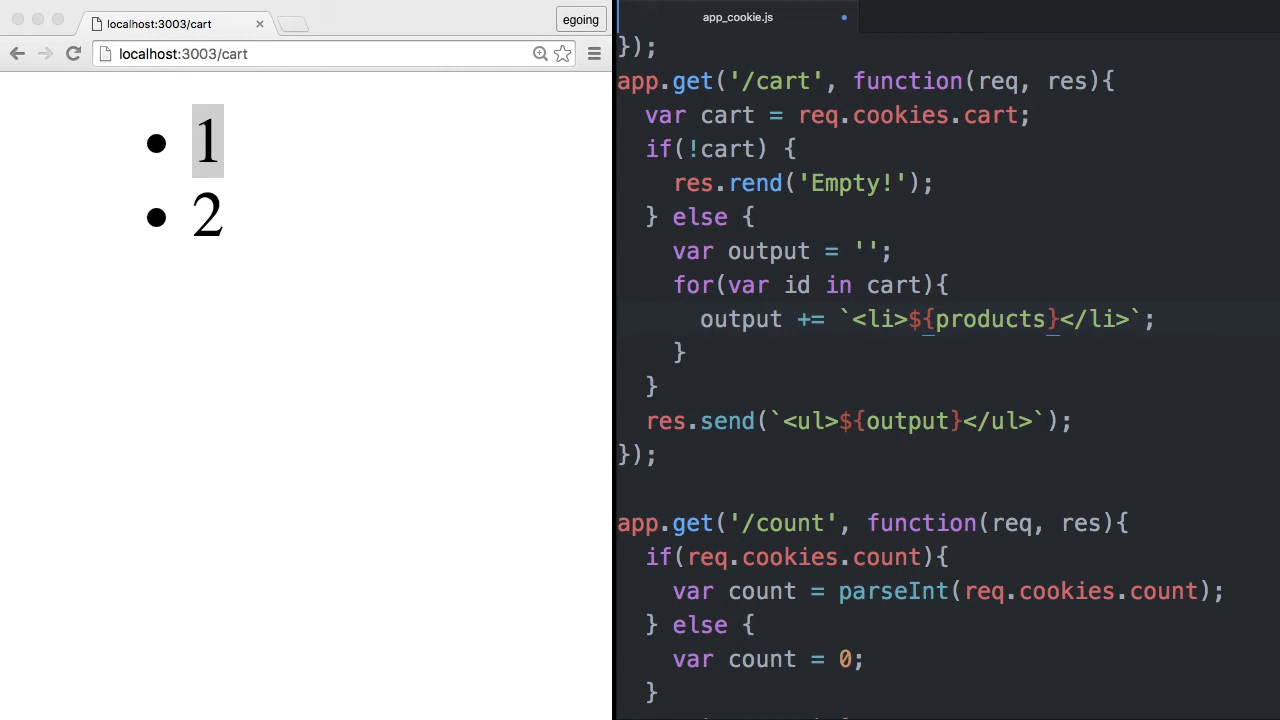 localhost:3003/cart
egoing
localhost:3003/cart
1
2
app_cookie.js
});
app.get('/cart', function(req, res){
var cart = req.cookies.cart;
if(!cart) {
res.rend('Empty!');
} else {
var output = '';
for(var id in cart){
output += `<li>${products}</li>`;
}
}
res.send(`<ul>${output}</ul>`);
});
app.get('/count', function(req, res){
if(req.cookies.count){
var count = parseInt(req.cookies.count);
} else {
var count = 0;
}